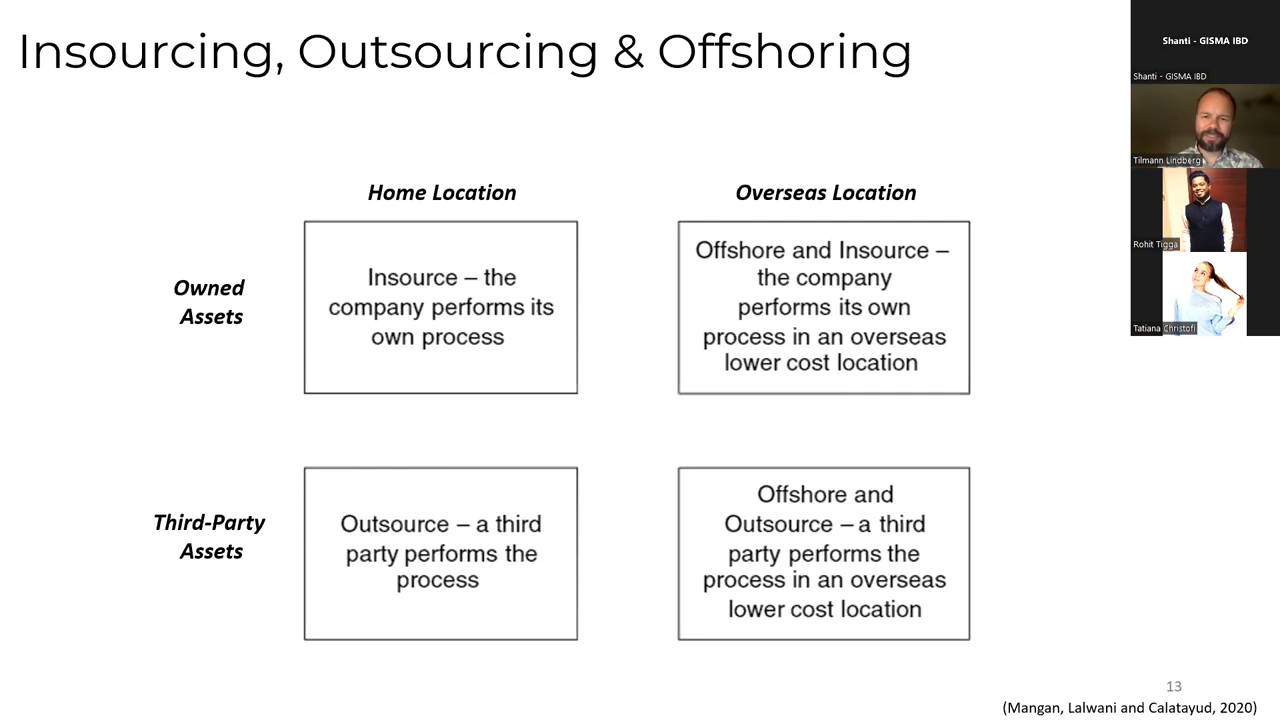 Insourcing, Outsourcing & Offshoring
Home Location
Overseas Location
Owned
Assets
Insource – the
company performs its
own process
Offshore and Insource –
the company
performs its own
process in an overseas
lower cost location
Third-Party
Assets
Outsource – a third
party performs the
process
Offshore and
Outsource – a third
party performs the
process in an overseas
lower cost location
13
(Mangan, Lalwani and Calatayud, 2020)
Shanti - GISMA IBD
Shanti - GISMA IBD
Tilmann Lindberg
Rohit Tigga
Tatiana Christofi